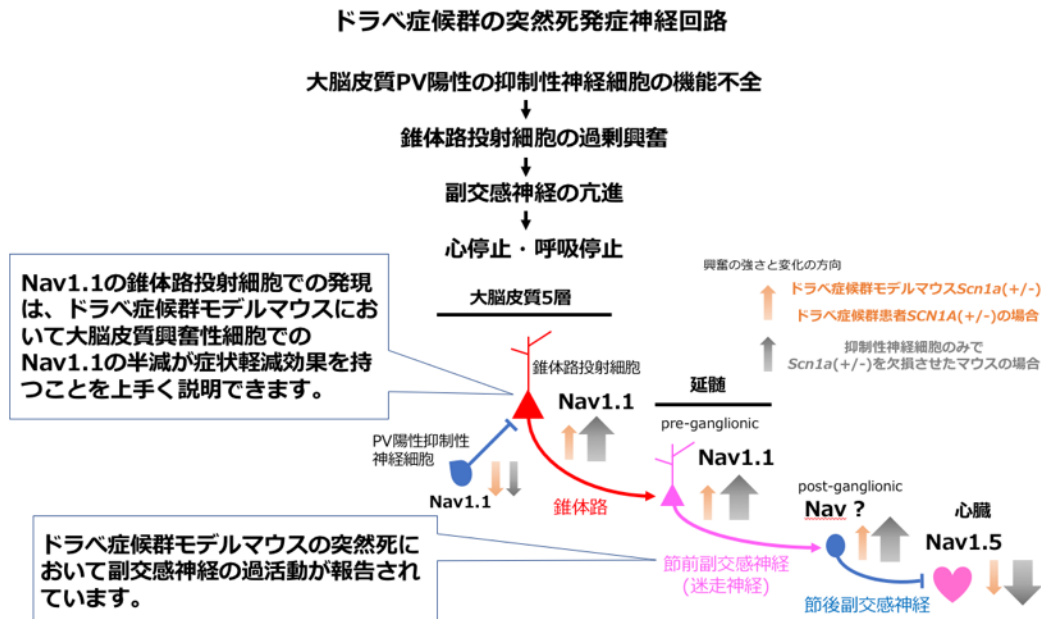 ドラベ症候群の突然死発症神経回路
大脳皮質PV陽性の抑制性神経細胞の機能不全
錐体路投射細胞の過剰興奮
副交感神経の亢進
心停止・呼吸停止
Nav1.1の錐体路投射細胞での発現
は、ドラベ症候群モデルマウスにお
いて大脳皮質興奮性細胞での
Nav1.1の半減が症状軽減効果を持
つことを上手く説明できます。
大脳皮質5層
興奮の強さと変化の方向
ドラベ症候群モデルマウスScn1a(+/-)
ドラベ症候群患者SCN1A(+/-)の場合
抑制性神経細胞のみで
Scn1a(+/-)を欠損させたマウスの場合
錐体路投射細胞
Nav1.1
PV陽性抑制性
神経細胞
Nav1.1
錐体路
延髄
pre-ganglionic
Nav1.1
節前副交感神経
(迷走神経)
post-ganglionic
Nav ?
心臓
Nav1.5
節後副交感神経
ドラベ症候群モデルマウスの突然死に
おいて副交感神経の過活動が報告され
ています。